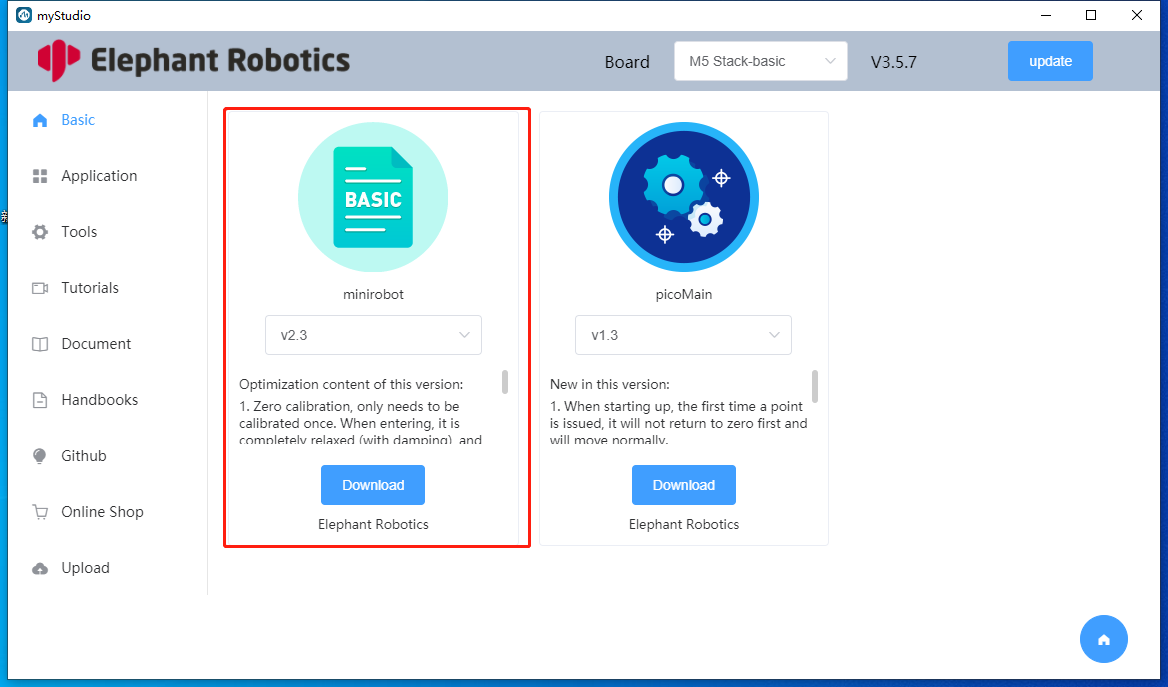 myStudio
Elephant Robotics
Board
M5 Stack-basic
V3.5.7
update
Basic
Application
Tools
Tutorials
Document
Handbooks
Github
Online Shop
Upload
BASIC
minirobot
v2.3
Optimization content of this version:
1. Zero calibration, only needs to be
calibrated once. When entering, it is
completely relaxed (with damping), and
Download
Elephant Robotics
picoMain
v1.3
New in this version:
1. When starting up, the first time a point
is issued, it will not return to zero first and
will move normally.
Download
Elephant Robotics